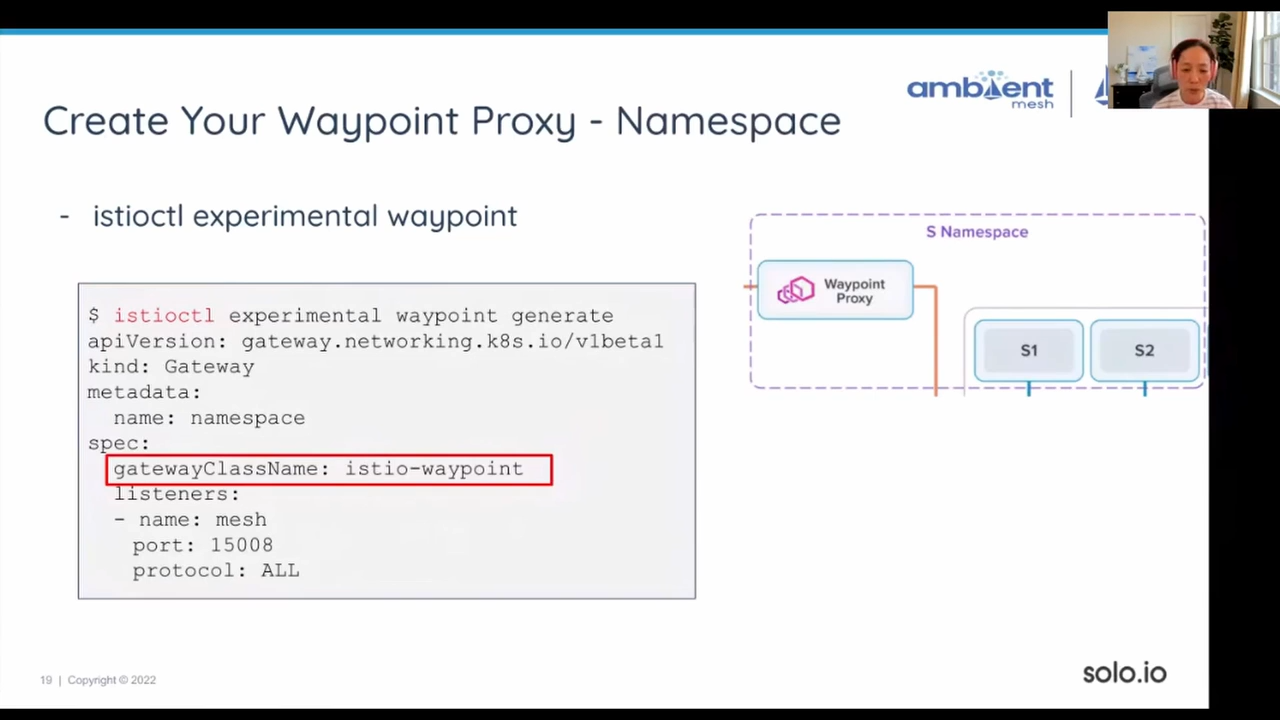 ambient
mesh
Create Your Waypoint Proxy - Namespace
- istioctl experimental waypoint
$ istioctl experimental waypoint generate
apiVersion: gateway.networking.k8s.io/v1beta1
kind: Gateway
metadata:
name: namespace
spec:
gatewayClassName: istio-waypoint
listeners:
- name: mesh
port: 15008
protocol: ALL
S Namespace
Waypoint
Proxy
S1
S2
19 | Copyright © 2022
solo.io